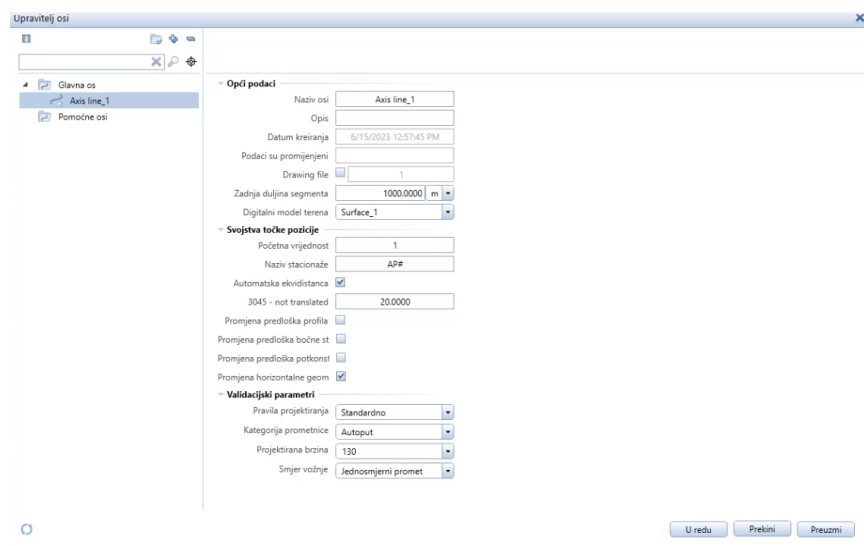 Upravitelj osi
Glavna os
Axis line_1
Pomoćne osi
Opći podaci
Naziv osi Axis line_1
Opis
Datum kreiranja 6/15/2023 12:57:45 PM
Podaci su promijenjeni
Drawing file 1
Zadnja duljina segmenta 1000.0000 m
Digitalni model terena Surface_1
Svojstva točke pozicije
Početna vrijednost 1
Naziv stacionaže AP#
Automatska ekvidistanca
3045 - not translated 20.0000
Promjena predloška profila
Promjena predloška bočne st
Promjena predloška potkonst
Promjena horizontalne geom
Validacijski parametri
Pravila projektiranja Standardno
Kategorija prometnice Autoput
Projektirana brzina 130
Smjer vožnje Jednosmjerni promet
U redu Prekini Preuzmi